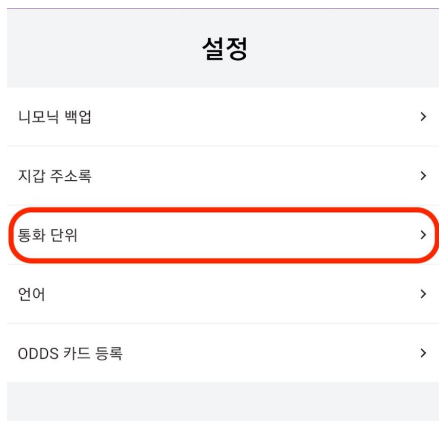 설정
니모닉 백업
지갑 주소록
통화 단위
언어
ODDS 카드 등록